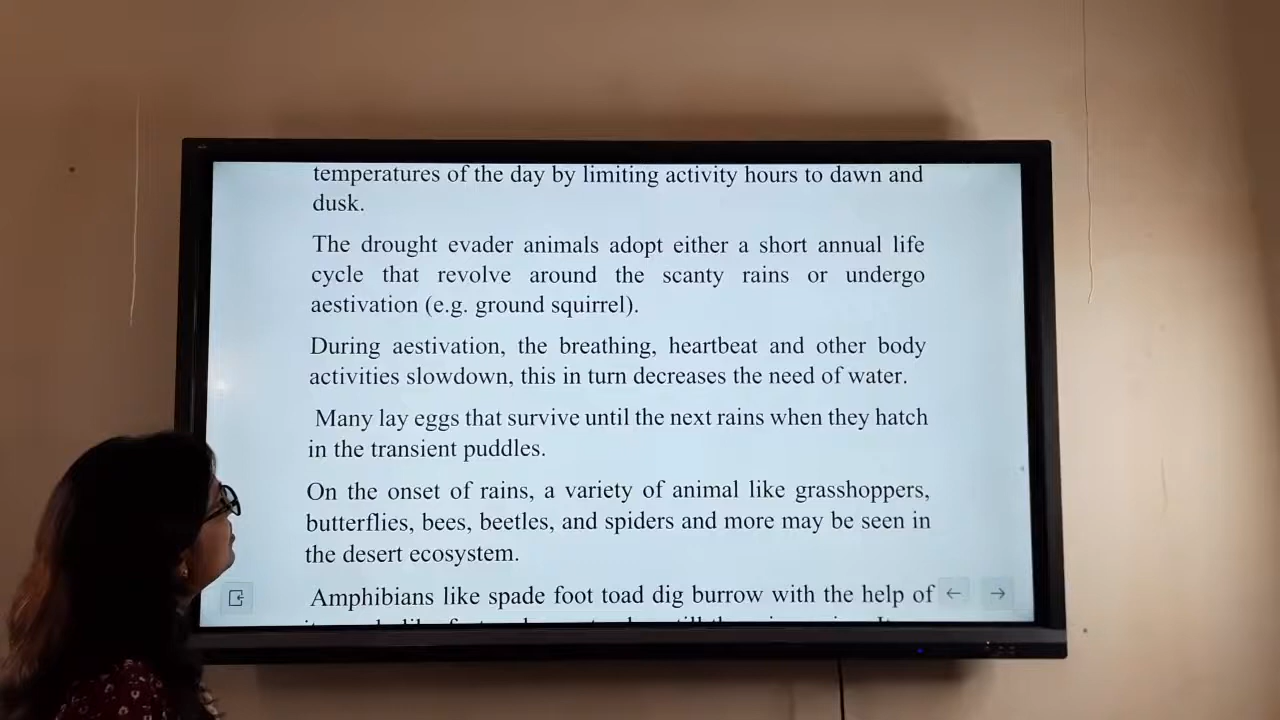 temperatures of the day by limiting activity hours to dawn and
dusk.
The drought evader animals adopt either a short annual life
cycle that revolve around the scanty rains or undergo
aestivation (e.g. ground squirrel).
During aestivation, the breathing, heartbeat and other body
activities slowdown, this in turn decreases the need of water.
Many lay eggs that survive until the next rains when they hatch
in the transient puddles.
On the onset of rains, a variety of animal like grasshoppers,
butterflies, bees, beetles, and spiders and more may be seen in
the desert ecosystem.
Amphibians like spade foot toad dig burrow with the help of